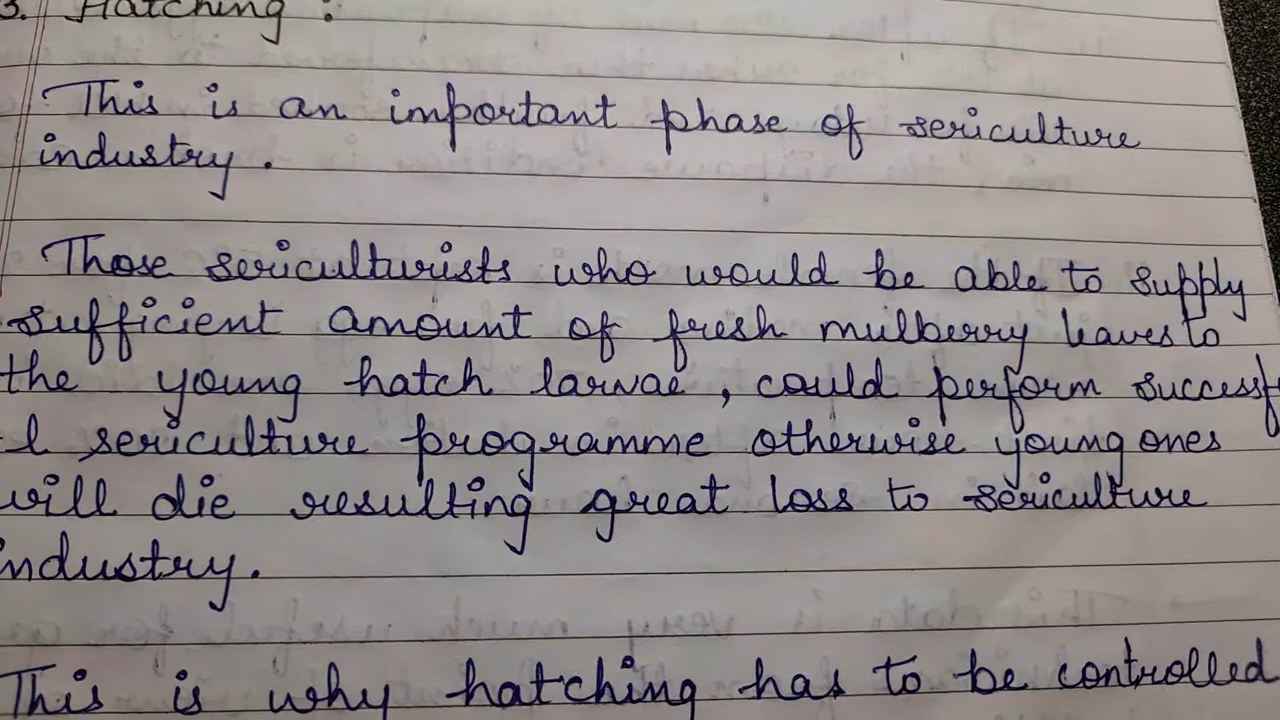 3. Hatching :
This is an important phase of sericulture
industry.
Those sericulturists who would be able to supply
sufficient amount of fresh mulberry leaves to
the young hatch larvae, could perform successf
l sericulture programme otherwise young ones
will die resulting great loss to sericulture
industry.
This is why hatching has to be controlled